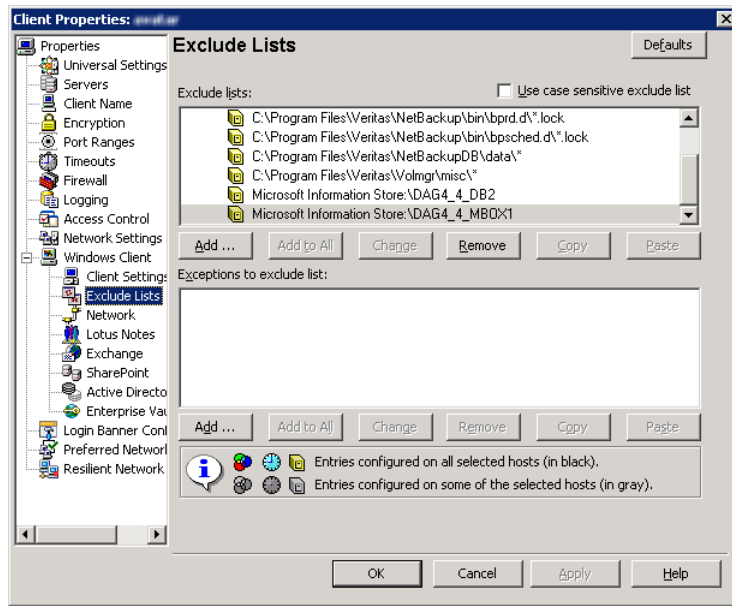 Client Properties:
Properties
Universal Settings
Servers
Client Name
Encryption
Port Ranges
Timeouts
Firewall
Logging
Access Control
Network Settings
Windows Client
Client Settings
Exclude Lists
Network
Lotus Notes
Exchange
SharePoint
Active Directo
Enterprise Vau
Login Banner Conf
Preferred Network
Resilient Network
Exclude Lists
Defaults
Exclude lists:
Use case sensitive exclude list
C:\Program Files\Veritas\NetBackup\bin\bprd.d\*.lock
C:\Program Files\Veritas\NetBackup\bin\bpsched.d\*.lock
C:\Program Files\Veritas\NetBackupDB\data\*
C:\Program Files\Veritas\Volmgr\misc\*
Microsoft Information Store:\DAG4_4_DB2
Microsoft Information Store:\DAG4_4_MBOX1
Add ... Add to All Change Remove Copy Paste
Exceptions to exclude list:
Add ... Add to All Change Remove Copy Paste
Entries configured on all selected hosts (in black).
Entries configured on some of the selected hosts (in gray).
OK Cancel Apply Help